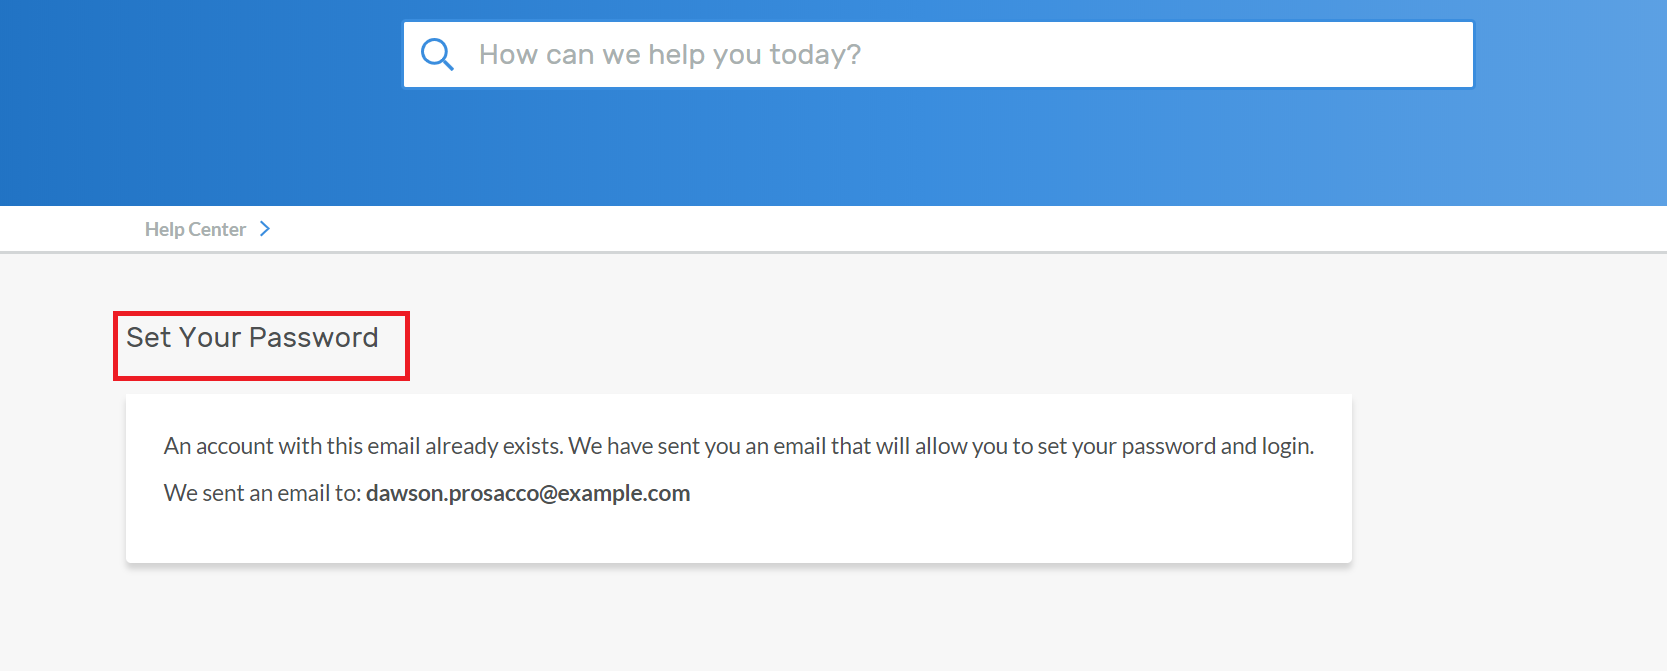 How can we help you today?
Help Center
Set Your Password
An account with this email already exists. We have sent you an email that will allow you to set your password and login.
We sent an email to: dawson.prosacco@example.com